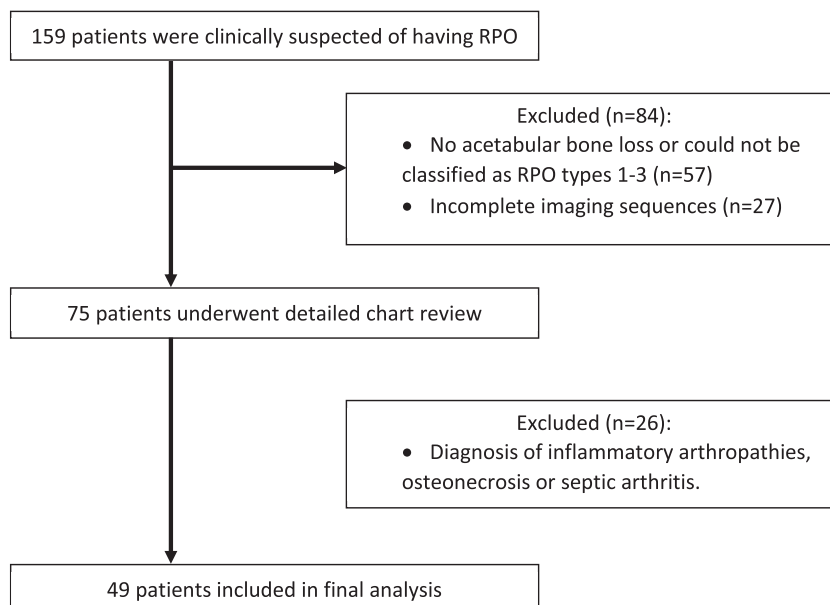 159 patients were clinically suspected of having RPO
Excluded (n=84):
• No acetabular bone loss or could not be
classified as RPO types 1-3 (n=57)
• Incomplete imaging sequences (n=27)
75 patients underwent detailed chart review
Excluded (n=26):
• Diagnosis of inflammatory arthropathies,
osteonecrosis or septic arthritis.
49 patients included in final analysis